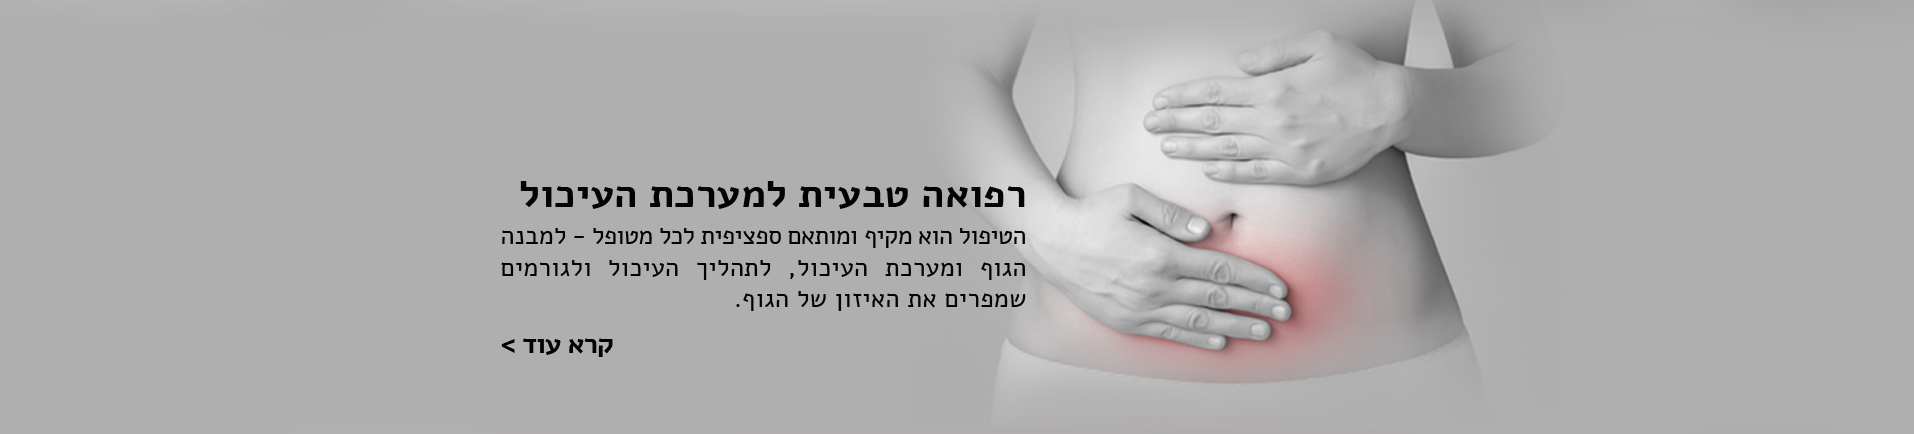 רפואה טבעית למערכת העיכול
הטיפול הוא מקיף ומותאם ספציפית לכל מטופל - למבנה
הגוף ומערכת העיכול, לתהליך העיכול ולגורמים
שמפרים את האיזון של הגוף.
קרא עוד >